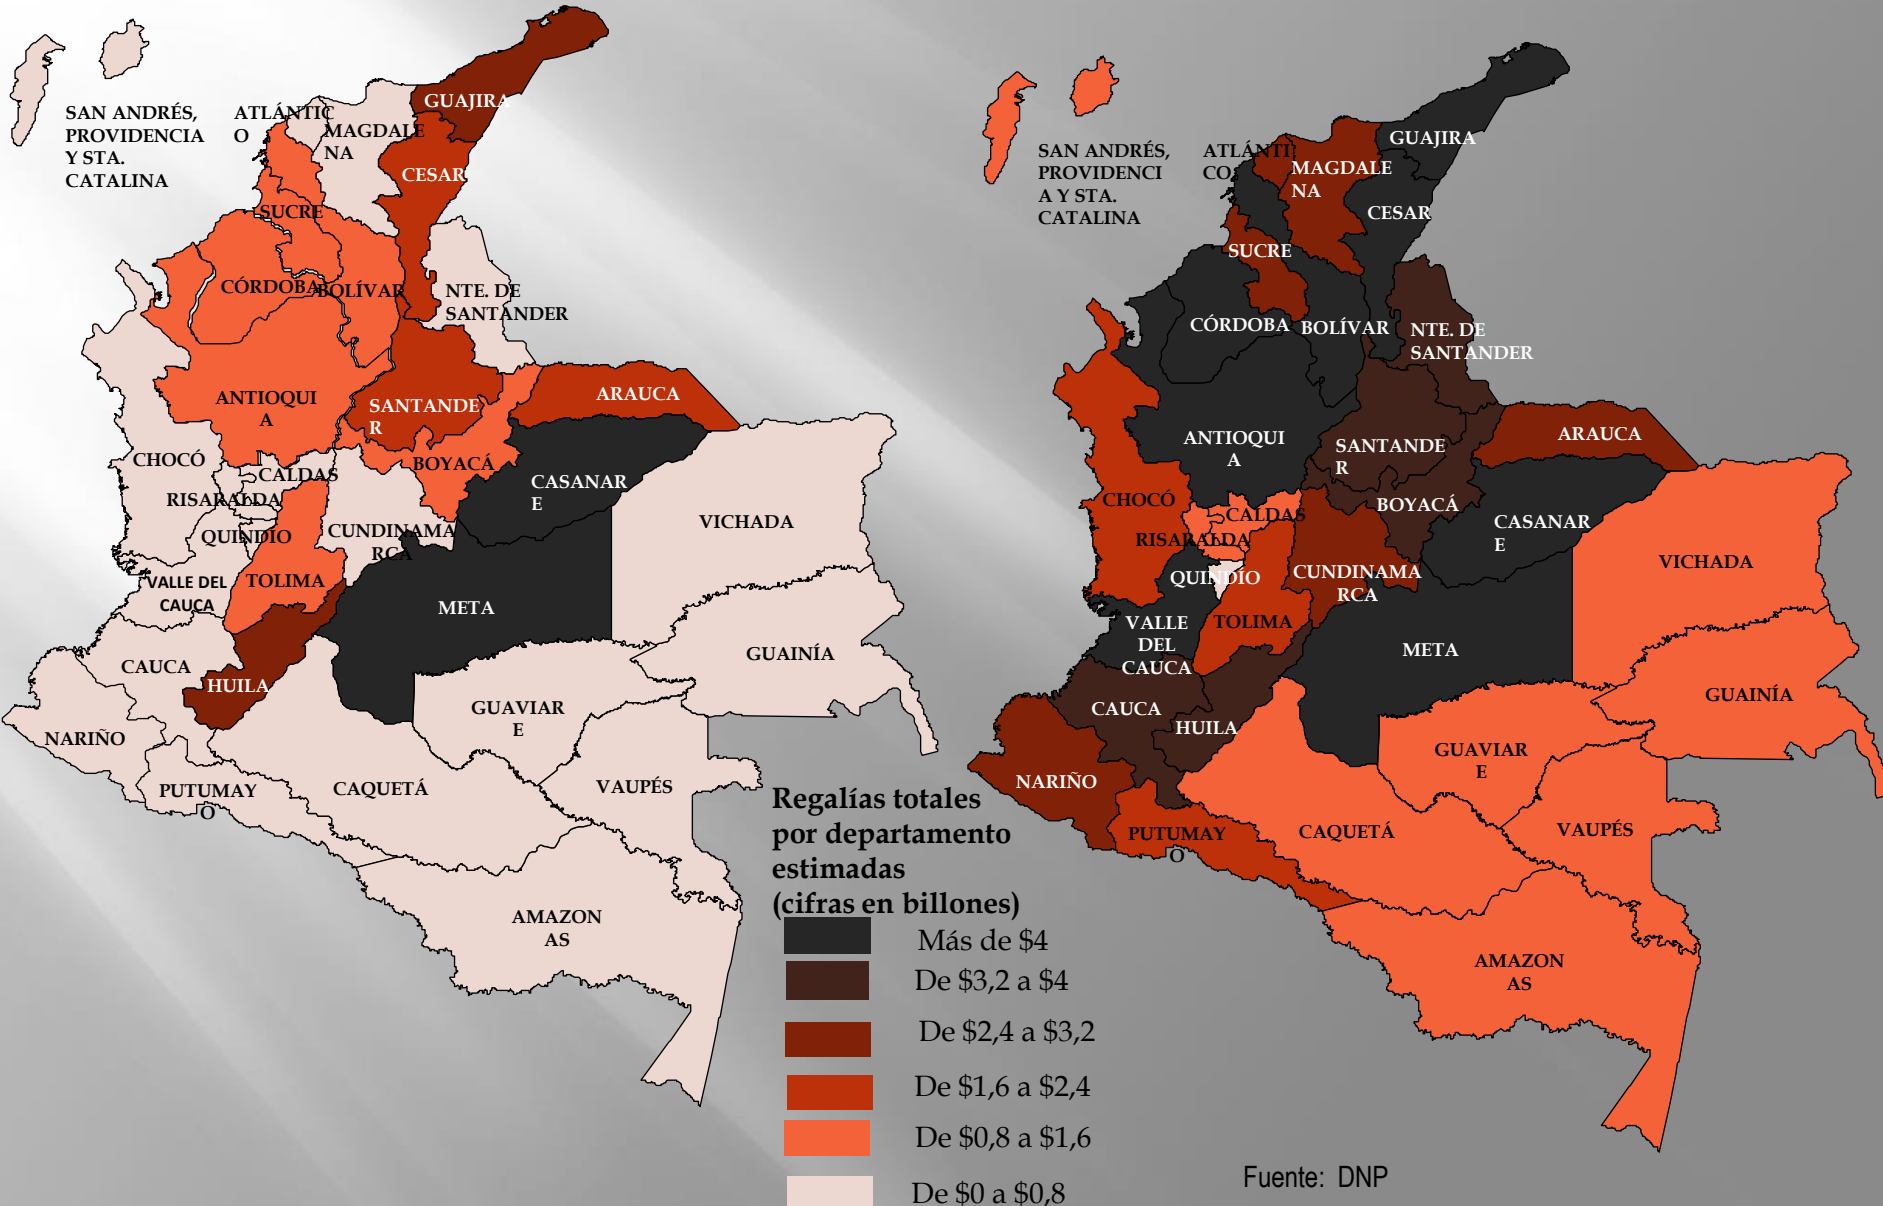 SAN ANDRÉS,
PROVIDENCIA
Y STA.
CATALINA
ATLÁNTIC
O
MAGDALE
NA
GUAJIRA
CESAR
SUCRE
CÓRDOBA
BOLÍVAR
NTE. DE
SANTANDER
ANTIOQUI
A
SANTANDE
R
ARAUCA
CHOCÓ
CALDAS
BOYACÁ
CASANAR
E
RISARALDA
QUINDÍO
CUNDINAMA
RCA
VICHADA
VALLE DEL
CAUCA
TOLIMA
META
CAUCA
HUILA
GUAINÍA
GUAVIAR
E
NARIÑO
PUTUMAY
O
CAQUETÁ
VAUPÉS
AMAZON
AS
SAN ANDRÉS,
PROVIDENCI
A Y STA.
CATALINA
ATLÁNTI
CO
MAGDALE
NA
GUAJIRA
CESAR
SUCRE
CÓRDOBA
BOLÍVAR
NTE. DE
SANTANDER
ANTIOQUI
A
SANTANDE
R
ARAUCA
CHOCÓ
CALDAS
BOYACÁ
CASANAR
E
RISARALDA
QUINDÍO
CUNDINAMA
RCA
VICHADA
VALLE
DEL
CAUCA
TOLIMA
META
CAUCA
HUILA
GUAINÍA
GUAVIAR
E
NARIÑO
PUTUMAY
O
CAQUETÁ
VAUPÉS
AMAZON
AS
Regalías totales
por departamento
estimadas
(cifras en billones)
Más de $4
De $3,2 a $4
De $2,4 a $3,2
De $1,6 a $2,4
De $0,8 a $1,6
De $0 a $0,8
Fuente: DNP